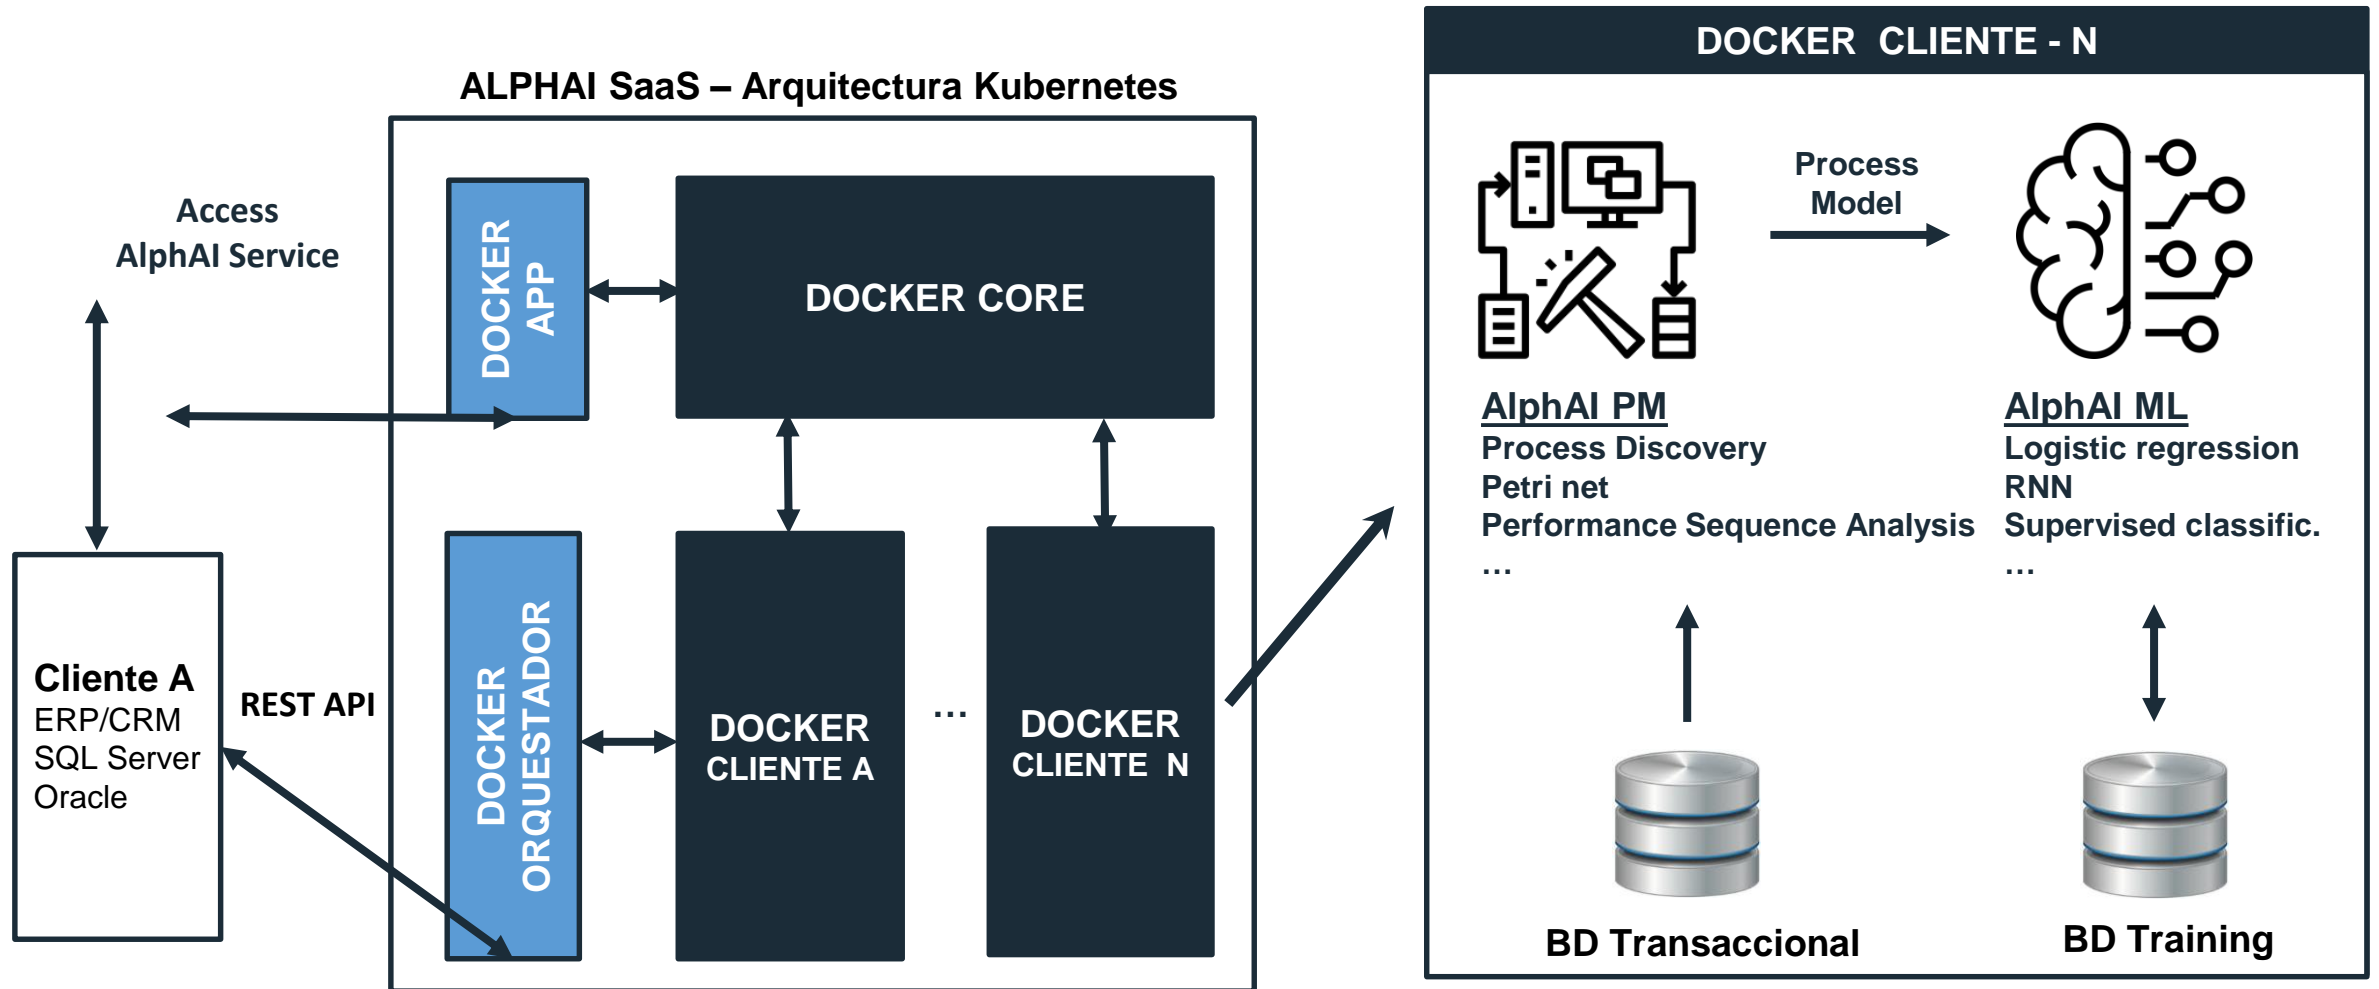 ALPHAI SaaS – Arquitectura Kubernetes
Access
AlphAI Service
DOCKER
APP
DOCKER CORE
Cliente A
ERP/CRM
SQL Server
Oracle
REST API
DOCKER
ORQUESTADOR
DOCKER
CLIENTE A
...
DOCKER
CLIENTE N
DOCKER CLIENTE - N
Process
Model
AlphAI PM
Process Discovery
Petri net
Performance Sequence Analysis
...
AlphAI ML
Logistic regression
RNN
Supervised classific.
...
BD Transaccional
BD Training